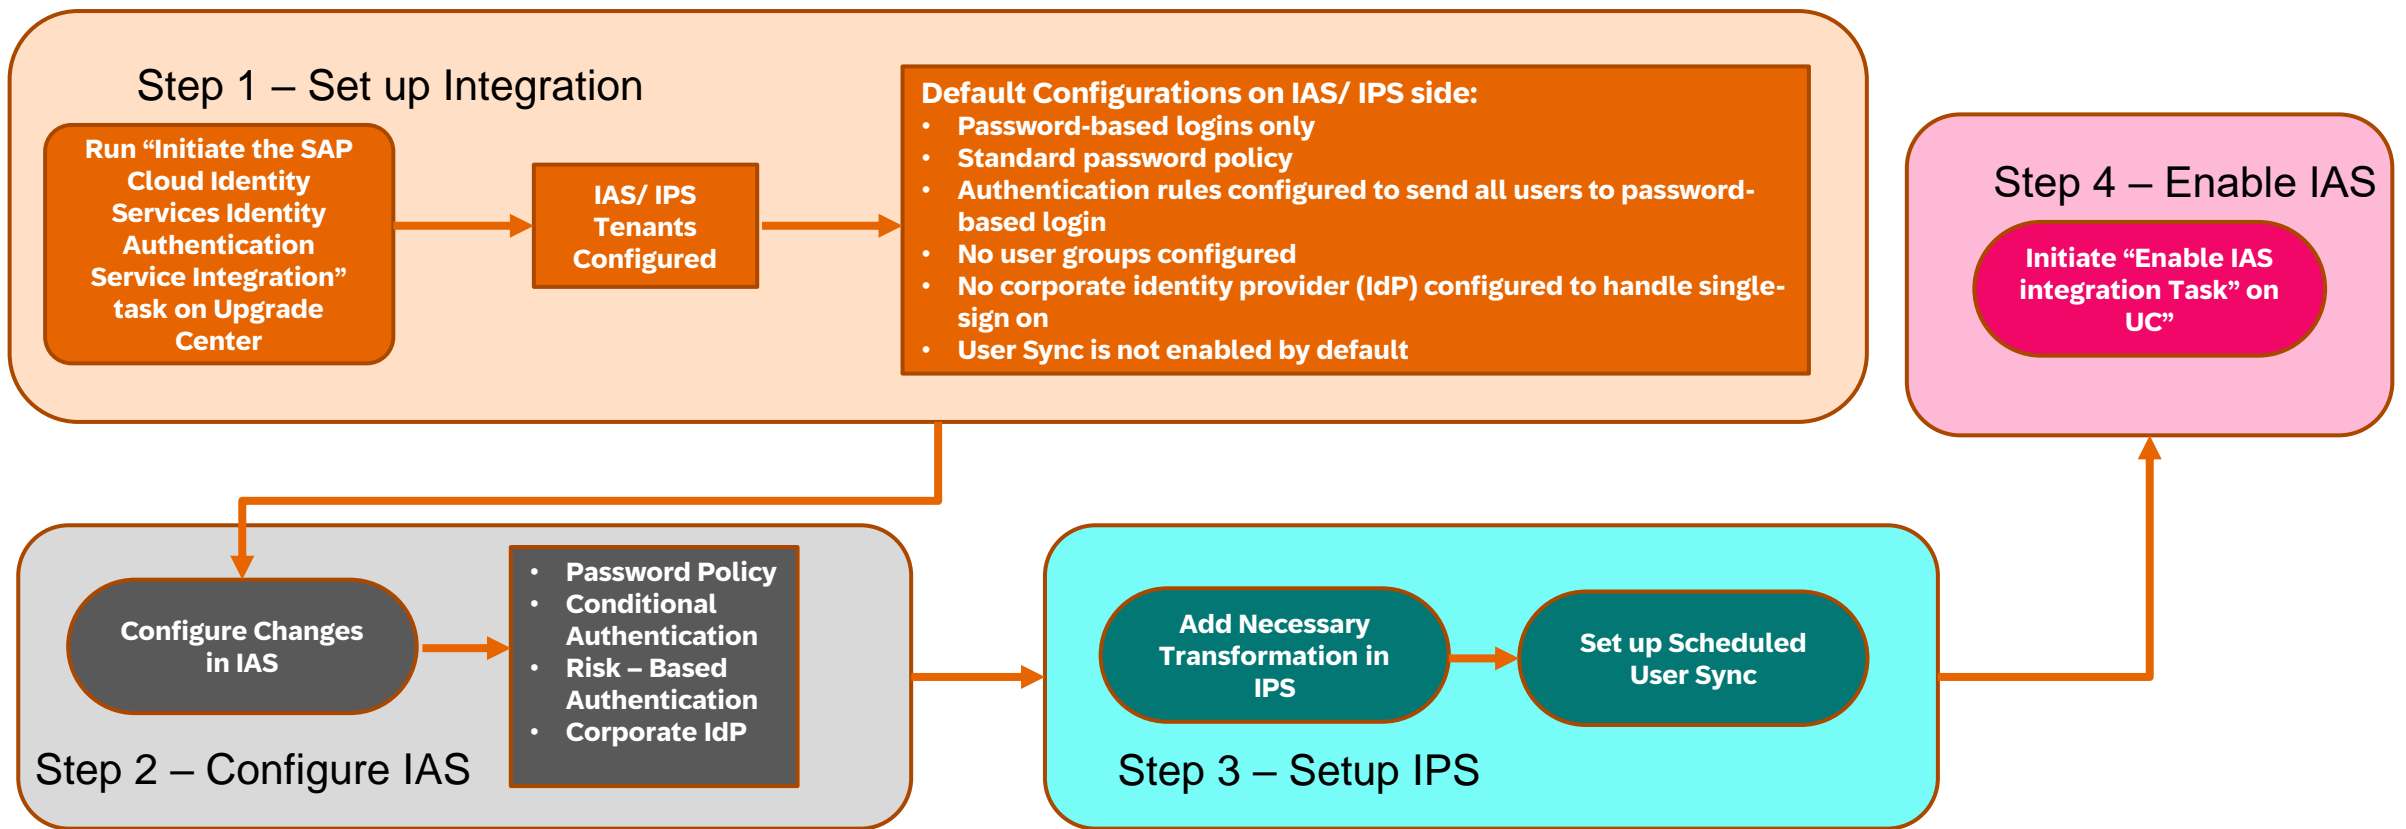 Step 1 – Set up Integration
Run “Initiate the SAP
Cloud Identity
Services Identity
Authentication
Service Integration”
task on Upgrade
Center
IAS/ IPS
Tenants
Configured
Default Configurations on IAS/ IPS side:
• Password-based logins only
• Standard password policy
• Authentication rules configured to send all users to password-
based login
• No user groups configured
• No corporate identity provider (IdP) configured to handle single-
sign on
• User Sync is not enabled by default
Configure Changes
in IAS
• Password Policy
• Conditional
Authentication
• Risk – Based
Authentication
• Corporate IdP
Step 2 – Configure IAS
Add Necessary
Transformation in
IPS
Set up Scheduled
User Sync
Step 3 – Setup IPS
Step 4 – Enable IAS
Initiate “Enable IAS
integration Task” on
UC”